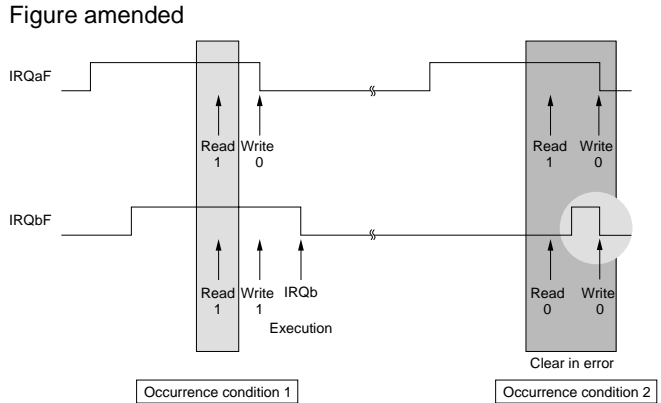 Figure amended
IRQaF
Read Write Read Write
1 0 1 0
IRQbF
Read Write IRQb Read Write
1 1 0 0
Execution
Clear in error
Occurrence condition 1 Occurrence condition 2